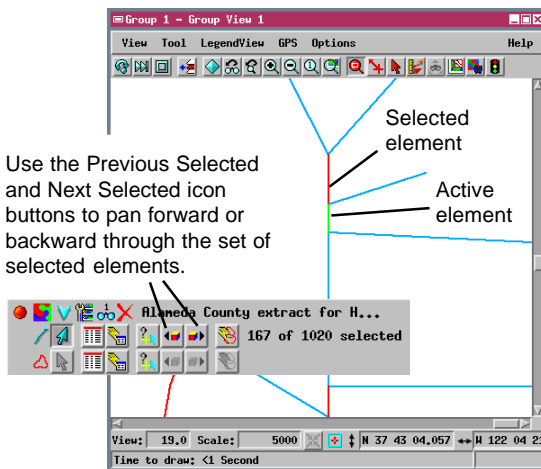 Group 1 - Group View 1
View Tool LegendView GPS Options Help
Selected
element
Use the Previous Selected
and Next Selected icon
buttons to pan forward or
backward through the set of
selected elements.
Active
element
Alameda County extract for H...
167 of 1020 selected
View: 19.0 Scale: 5000 N 37 43 04.057 W 122 04 21
Time to draw: <1 Second